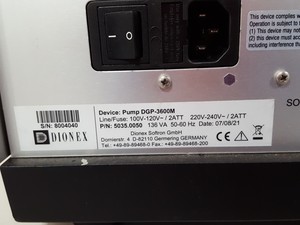 This device complies
Operation is subject to
(1) This device may
(2) this device must
including interference
SO
Device: Pump DGP-3600M
Line/Fuse: 100V-120V~ / 2ATT 220V-240V~ / 2ATT
DIONEX
S/N: 8004040
P/N: 5035.0050 136 VA 50-60 Hz Date: 07/08/21
Dionex Softron GmbH
Dornierstr. 4 D-82110 Germering GERMANY
Tel.: +49-89-89468-0 Fax: +49-89-89468-200